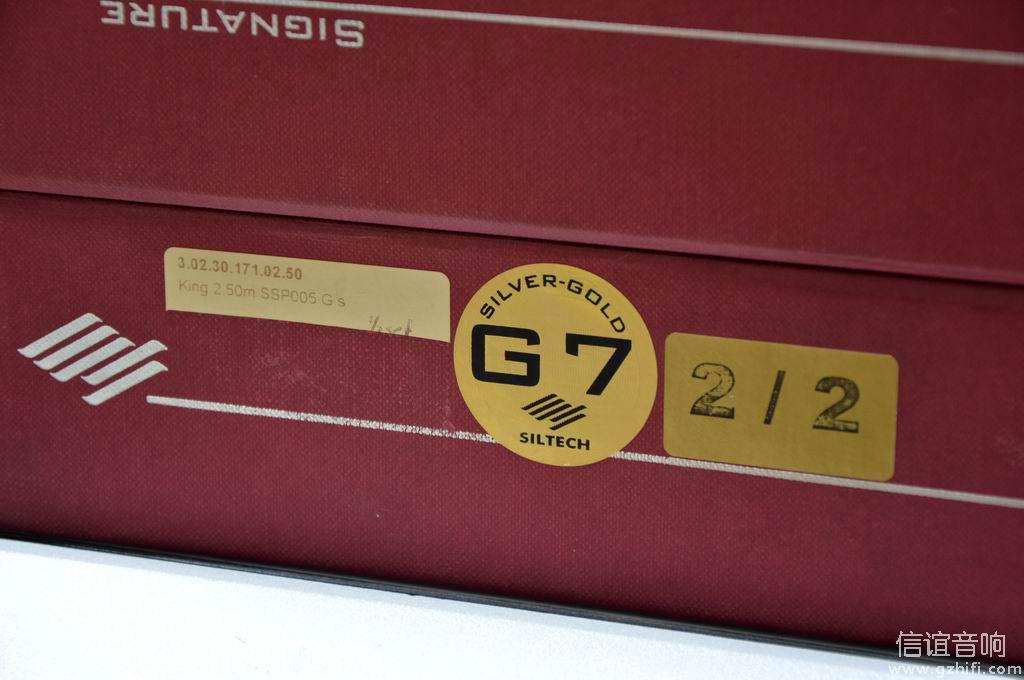 SIGNATURE
3.02.30.171.02.50
King 2.50m SSP005 G s
SILVER-GOLD
G7
SILTECH
2/2
信谊音响
www.gzhifi.com